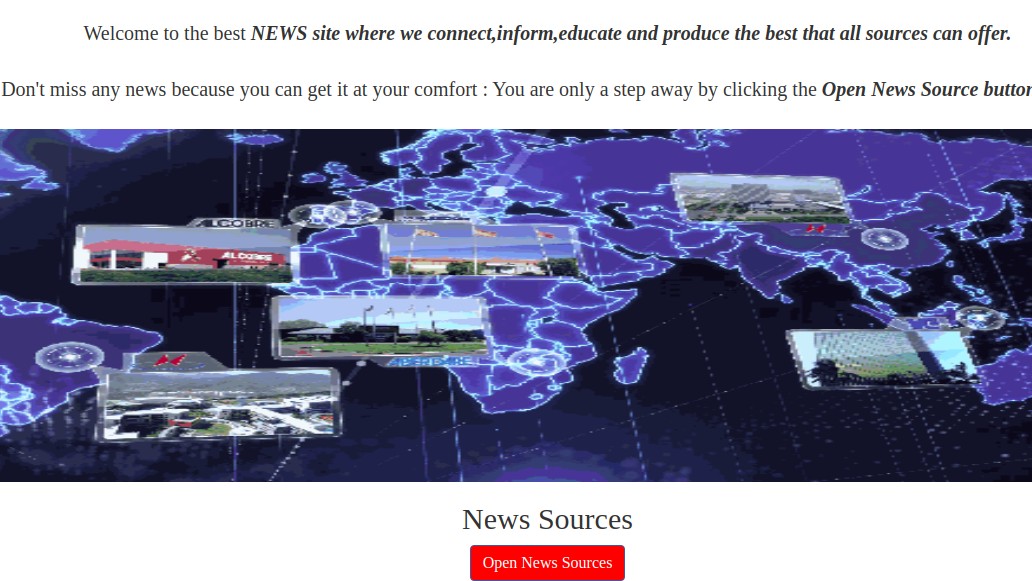 Welcome to the best NEWS site where we connect,inform,educate and produce the best that all sources can offer.
Don't miss any news because you can get it at your comfort : You are only a step away by clicking the Open News Source button
News Sources
Open News Sources